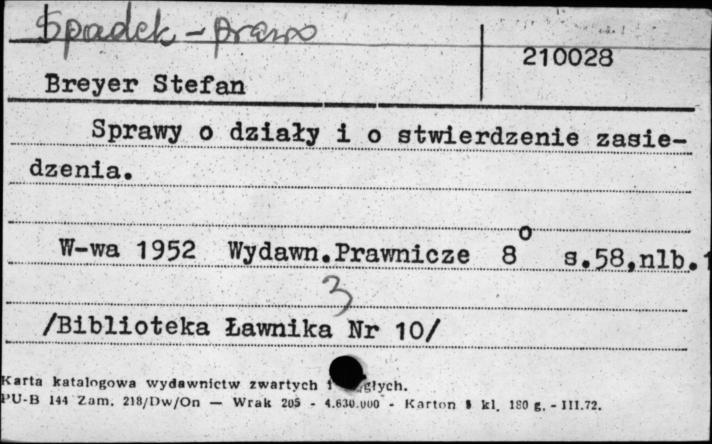 Spadek - prawo
210028
Breyer Stefan
Sprawy o działy i o stwierdzenie zasie-
dzenia.
W-wa 1952 Wydawn.Prawnicze 8o s.58,nlb.1
3
/Biblioteka Ławnika Nr 10/
Karta katalogowa wydawnictw zwartych
PU-B 144 Zam. 218/Dw/On — Wrak 205 - 4.630.000 - Karton kl. 180 g. - III.72.